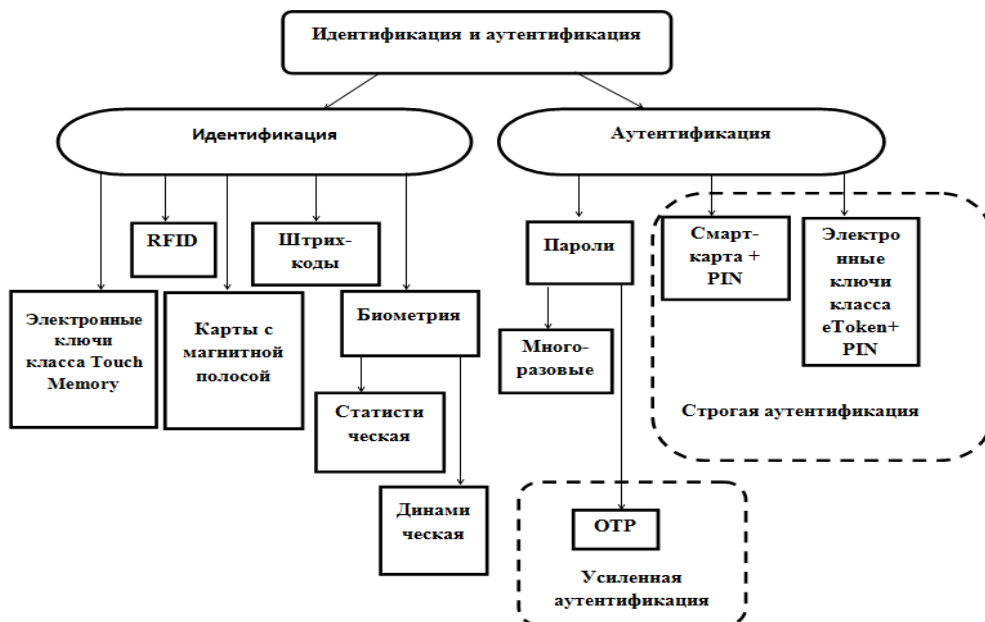 Идентификация и аутентификация
Идентификация
Аутентификация
RFID
Штрих-
коды
Пароли
Смарт-
карта +
PIN
Электро
нные
ключи
класса
eToken+
PIN
Электронные
ключи
класса Touch
Memory
Карты с
магнитной
полосой
Биометрия
Много-
разовые
Статисти
ческая
Строгая аутентификация
Динами
ческая
OTP
Усиленная
аутентификация